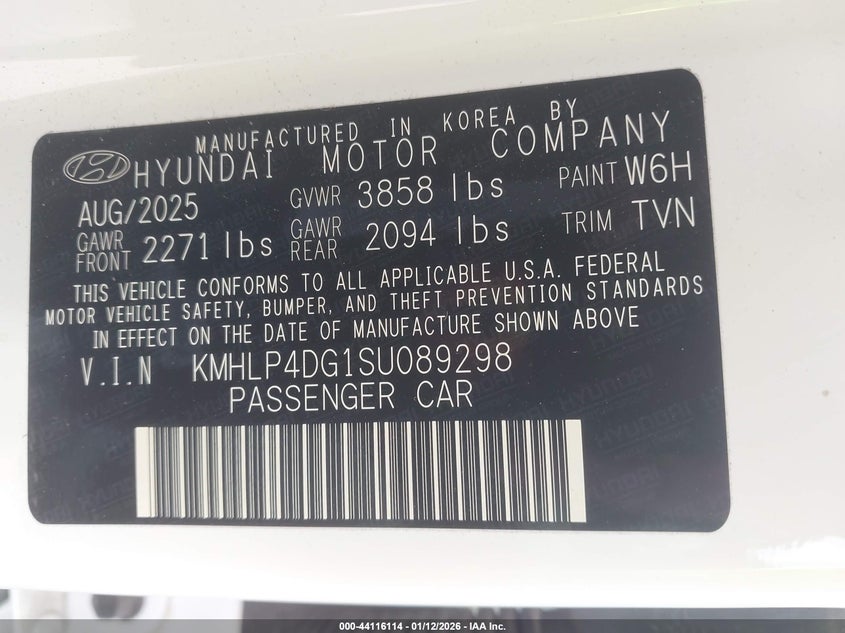 MANUFACTURED IN KOREA BY
HYUNDAI MOTOR COMPANY
AUG/2025 GVWR 3858 lbs PAINT W6H
GAWR FRONT 2271 lbs GAWR REAR 2094 lbs TRIM TVN
THIS VEHICLE CONFORMS TO ALL APPLICABLE U.S.A. FEDERAL
MOTOR VEHICLE SAFETY, BUMPER, AND THEFT PREVENTION STANDARDS
IN EFFECT ON THE DATE OF MANUFACTURE SHOWN ABOVE
V.I.N KMHLP4DG1SU089298
PASSENGER CAR
000-44116114 - 01/12/2026 - IAA Inc.